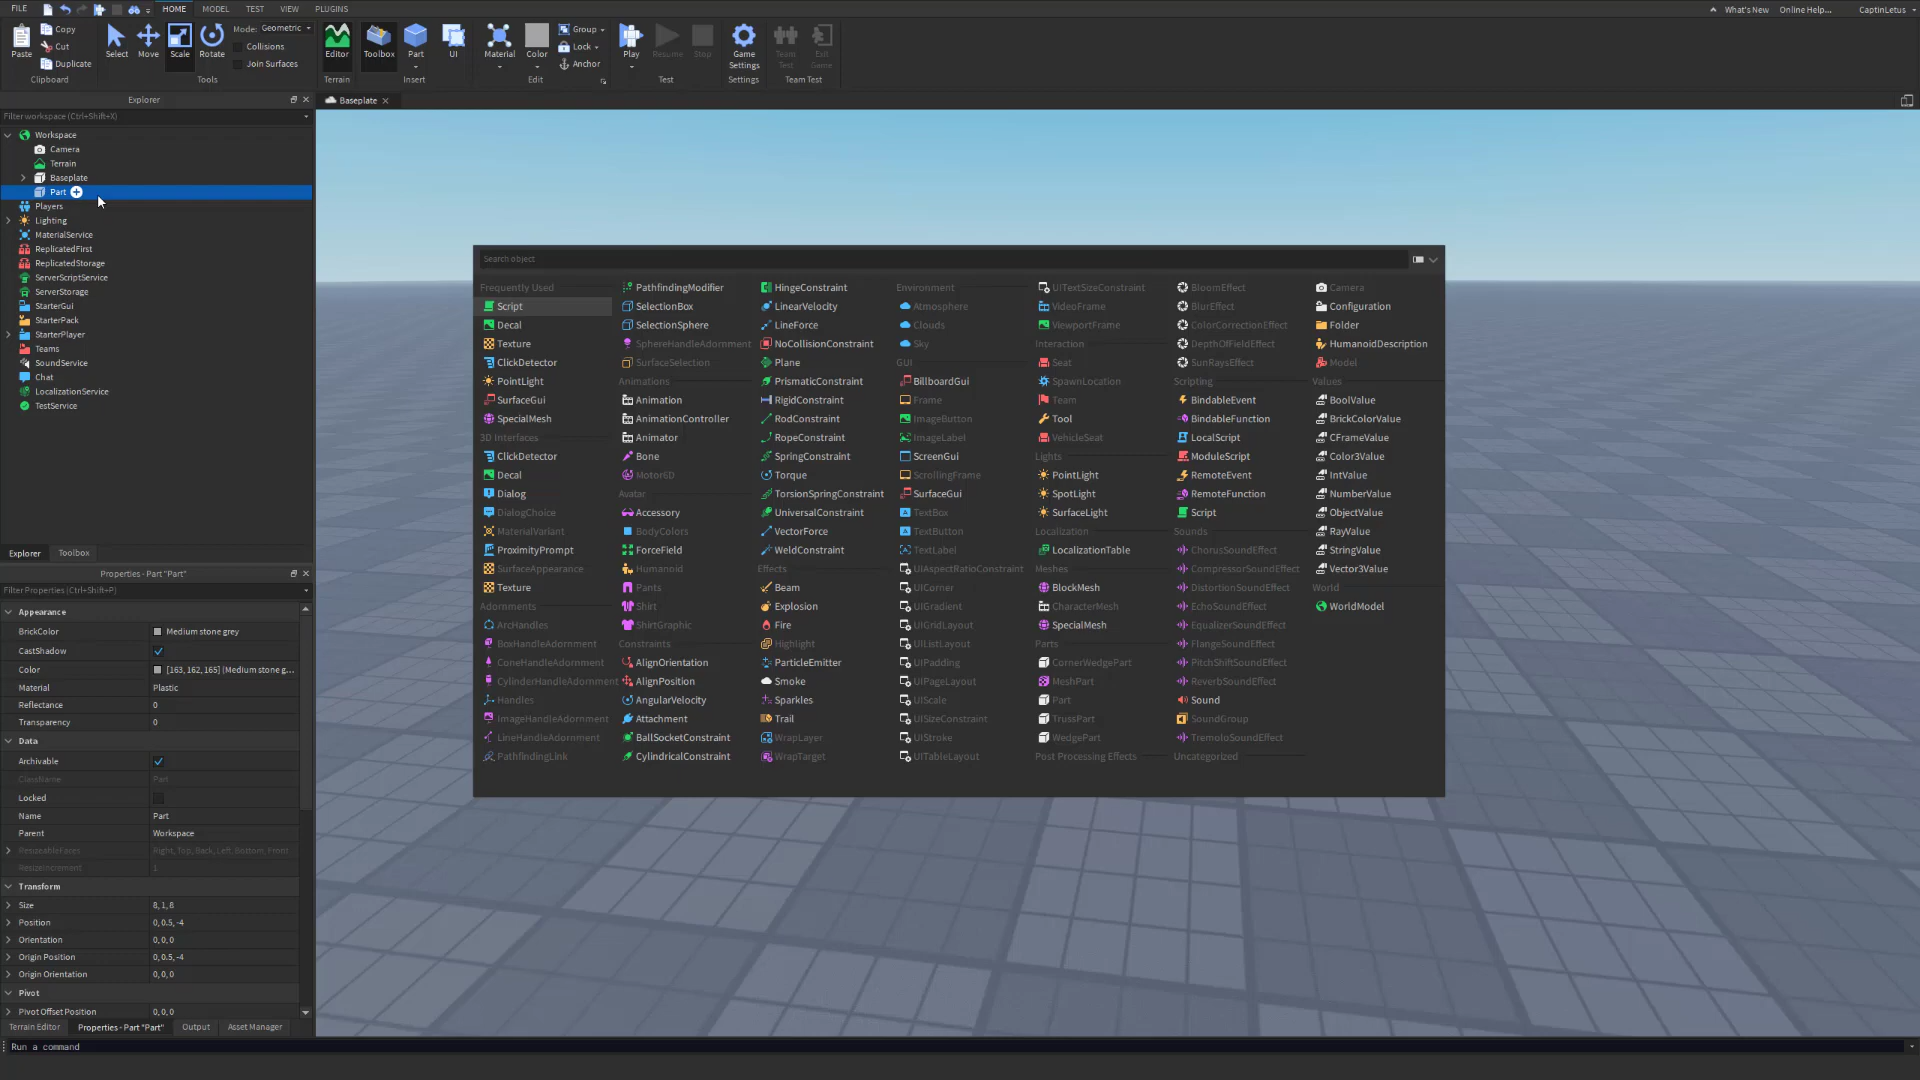 FILE HOME MODEL TEST VIEW PLUGINS What's New Online Help... CaptinLetus
Paste Copy Cut Duplicate Clipboard
Select Move Scale Rotate Mode: Geometric Collisions Join Surfaces Tools
Editor Terrain
Toolbox Part UI Insert
Material Color Group Lock Anchor Edit
Play Resume Stop Test
Game Settings Settings
Team Test Exit Game Team Test
Explorer
Baseplate
Filter workspace (Ctrl+Shift+X)
Workspace
Camera
Terrain
Baseplate
Part
Players
Lighting
MaterialService
ReplicatedFirst
ReplicatedStorage
ServerScriptService
ServerStorage
StarterGui
StarterPack
StarterPlayer
Teams
SoundService
Chat
LocalizationService
TestService
Explorer Toolbox
Properties - Part "Part"
Filter Properties (Ctrl+Shift+P)
Appearance
BrickColor Medium stone grey
CastShadow
Color [163, 162, 165] (Medium stone g...
Material Plastic
Reflectance 0
Transparency 0
Data
Archivable
ClassName Part
Locked
Name Part
Parent Workspace
ResizeableFaces Right, Top, Back, Left, Bottom, Front
ResizeIncrement 1
Transform
Size 8, 1, 8
Position 0, 0.5, -4
Orientation 0, 0, 0
Origin Position 0, 0.5, -4
Origin Orientation 0, 0, 0
Pivot
Pivot Offset Position 0, 0, 0
Terrain Editor Properties - Part "Part" Output Asset Manager
Run a command
Search object
Frequently Used
Script
Decal
Texture
ClickDetector
PointLight
SurfaceGui
SpecialMesh
3D Interfaces
ClickDetector
Decal
Dialog
DialogChoice
MaterialVariant
ProximityPrompt
SurfaceAppearance
Texture
Adornments
ArcHandles
BoxHandleAdornment
ConeHandleAdornment
CylinderHandleAdornment
Handles
ImageHandleAdornment
LineHandleAdornment
PathfindingLink
PathfindingModifier
SelectionBox
SelectionSphere
SphereHandleAdornment
SurfaceSelection
Animations
Animation
AnimationController
Animator
Bone
Motor6D
Avatar
Accessory
BodyColors
ForceField
Humanoid
Pants
Shirt
ShirtGraphic
Constraints
AlignOrientation
AlignPosition
AngularVelocity
Attachment
BallSocketConstraint
CylindricalConstraint
HingeConstraint
LinearVelocity
LineForce
NoCollisionConstraint
Plane
PrismaticConstraint
RigidConstraint
RodConstraint
RopeConstraint
SpringConstraint
Torque
TorsionSpringConstraint
UniversalConstraint
VectorForce
WeldConstraint
Effects
Beam
Explosion
Fire
Highlight
ParticleEmitter
Smoke
Sparkles
Trail
WrapLayer
WrapTarget
Environment
Atmosphere
Clouds
Sky
GUI
BillboardGui
Frame
ImageButton
ImageLabel
ScreenGui
ScrollingFrame
SurfaceGui
TextBox
TextButton
TextLabel
UIAspectRatioConstraint
UICorner
UIGradient
UIGridLayout
UIListLayout
UIPadding
UIPageLayout
UIScale
UISizeConstraint
UIStroke
UITableLayout
UITextSizeConstraint
VideoFrame
ViewportFrame
Interaction
Seat
SpawnLocation
Team
Tool
VehicleSeat
Lights
PointLight
SpotLight
SurfaceLight
Localization
LocalizationTable
Meshes
BlockMesh
CharacterMesh
SpecialMesh
Parts
CornerWedgePart
MeshPart
Part
TrussPart
WedgePart
Post Processing Effects
BloomEffect
BlurEffect
ColorCorrectionEffect
DepthOfFieldEffect
SunRaysEffect
Scripting
BindableEvent
BindableFunction
LocalScript
ModuleScript
RemoteEvent
RemoteFunction
Script
Sounds
ChorusSoundEffect
CompressorSoundEffect
DistortionSoundEffect
EchoSoundEffect
EqualizerSoundEffect
FlangeSoundEffect
PitchShiftSoundEffect
ReverbSoundEffect
Sound
SoundGroup
TremoloSoundEffect
Uncategorized
Camera
Configuration
Folder
HumanoidDescription
Model
Values
BoolValue
BrickColorValue
CFrameValue
Color3Value
IntValue
NumberValue
ObjectValue
RayValue
StringValue
Vector3Value
World
WorldModel